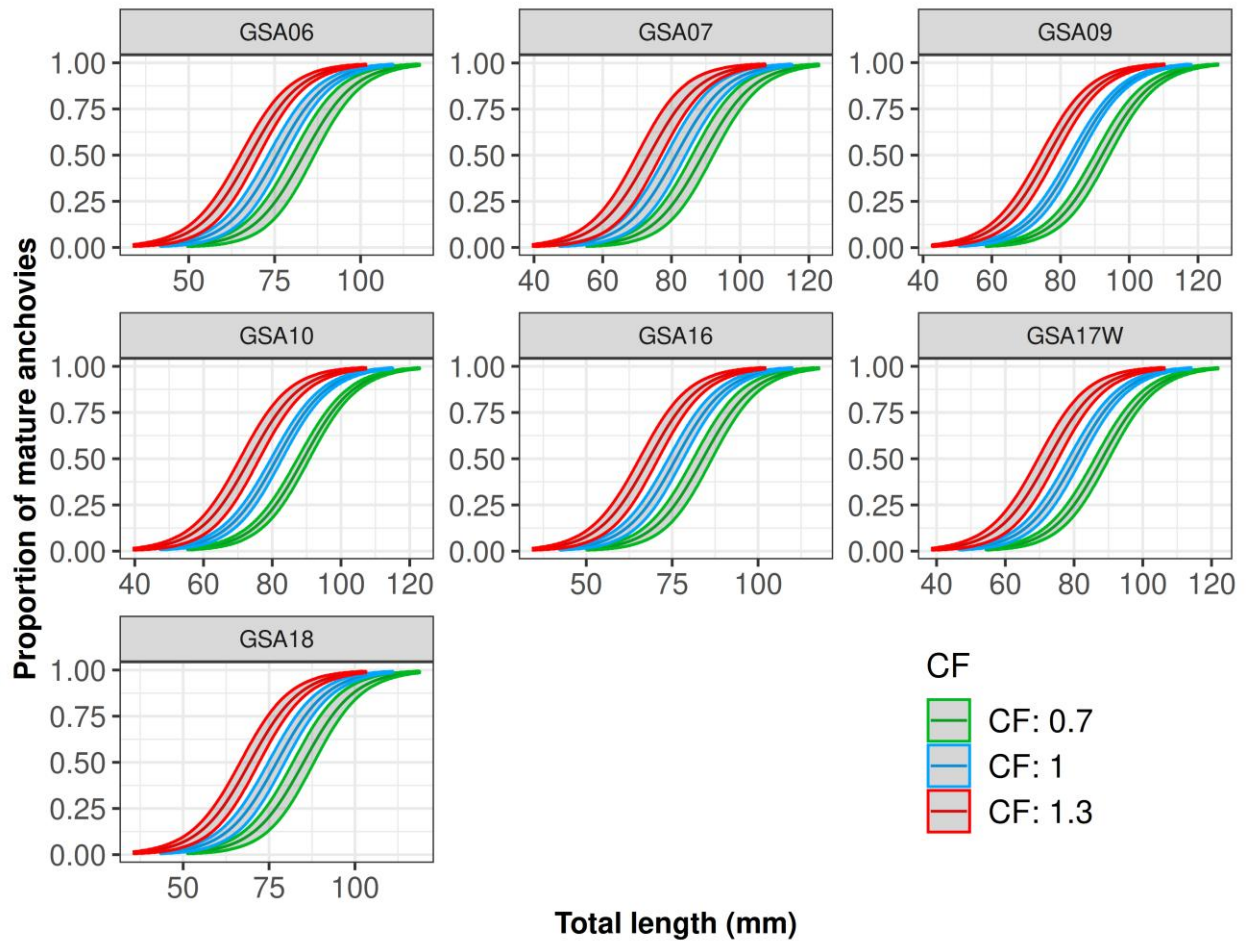 GSA06 GSA07 GSA09
1.00 1.00 1.00
0.75 0.75 0.75
0.50 0.50 0.50
0.25 0.25 0.25
0.00 0.00 0.00
50 75 100 40 60 80 100 120 40 60 80 100 120
GSA10 GSA16 GSA17W
1.00 1.00 1.00
0.75 0.75 0.75
0.50 0.50 0.50
0.25 0.25 0.25
0.00 0.00 0.00
40 60 80 100 120 50 75 100 40 60 80 100 120
GSA18
1.00
0.75
0.50
0.25
0.00
50 75 100
Proportion of mature anchovies
Total length (mm)
CF
CF: 0.7
CF: 1
CF: 1.3